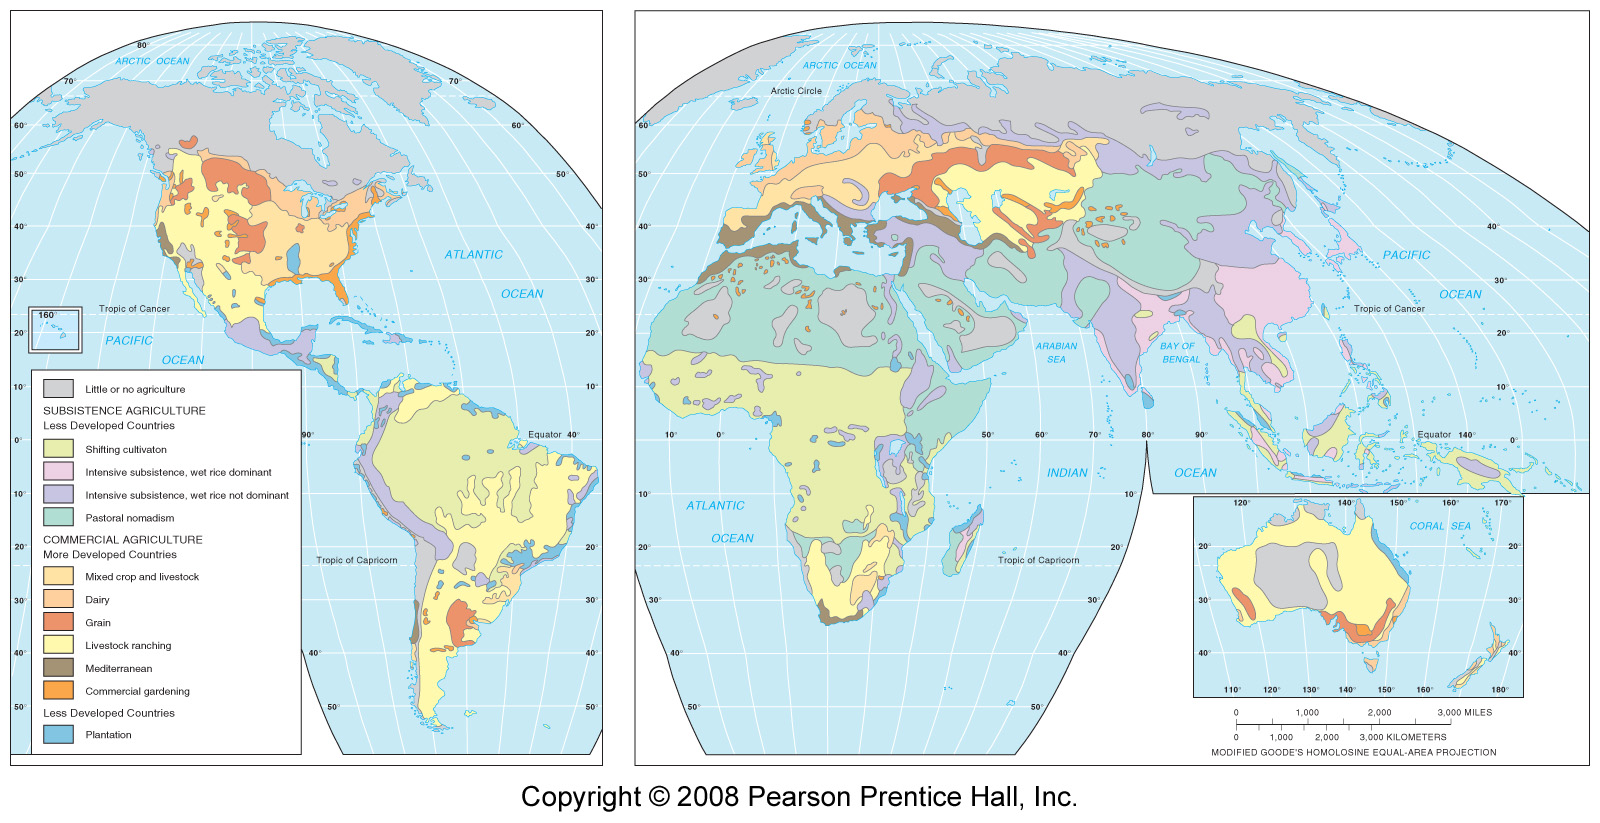 80°
ARCTIC OCEAN
70°
70°
60°
60°
50°
50°
40°
40°
ATLANTIC
OCEAN
30°
30°
Tropic of Cancer
160°
20°
20°
PACIFIC
OCEAN
10°
10°
Little or no agriculture
SUBSISTENCE AGRICULTURE
Less Developed Countries
Shifting cultivaton
Intensive subsistence, wet rice dominant
Intensive subsistence, wet rice not dominant
Pastoral nomadism
COMMERCIAL AGRICULTURE
More Developed Countries
Mixed crop and livestock
Dairy
Grain
Livestock ranching
Mediterranean
Commercial gardening
Less Developed Countries
Plantation
0°
90°
Equator 40°
0°
10°
10°
20°
20°
Tropic of Capricorn
30°
30°
40°
40°
40°
50°
50°
50°
ARCTIC OCEAN
Arctic Circle
60°
50°
40°
40°
PACIFIC
OCEAN
30°
30°
Tropic of Cancer
20°
20°
ARABIAN
SEA
BAY OF
BENGAL
10°
10°
10°
0°
50°
60°
70°
80°
90°
Equator 140°
0°
INDIAN
OCEAN
10°
10°
ATLANTIC
OCEAN
20°
20°
Tropic of Capricorn
30°
30°
40°
40°
50°
50°
120°
140°
150°
160°
170°
CORAL SEA
20°
20°
30°
30°
40°
40°
110°
120°
130°
140°
150°
160°
180°
0 1,000 2,000 3,000 MILES
0 1,000 2,000 3,000 KILOMETERS
MODIFIED GOODE'S HOMOLOSINE EQUAL-AREA PROJECTION
Copyright © 2008 Pearson Prentice Hall, Inc.